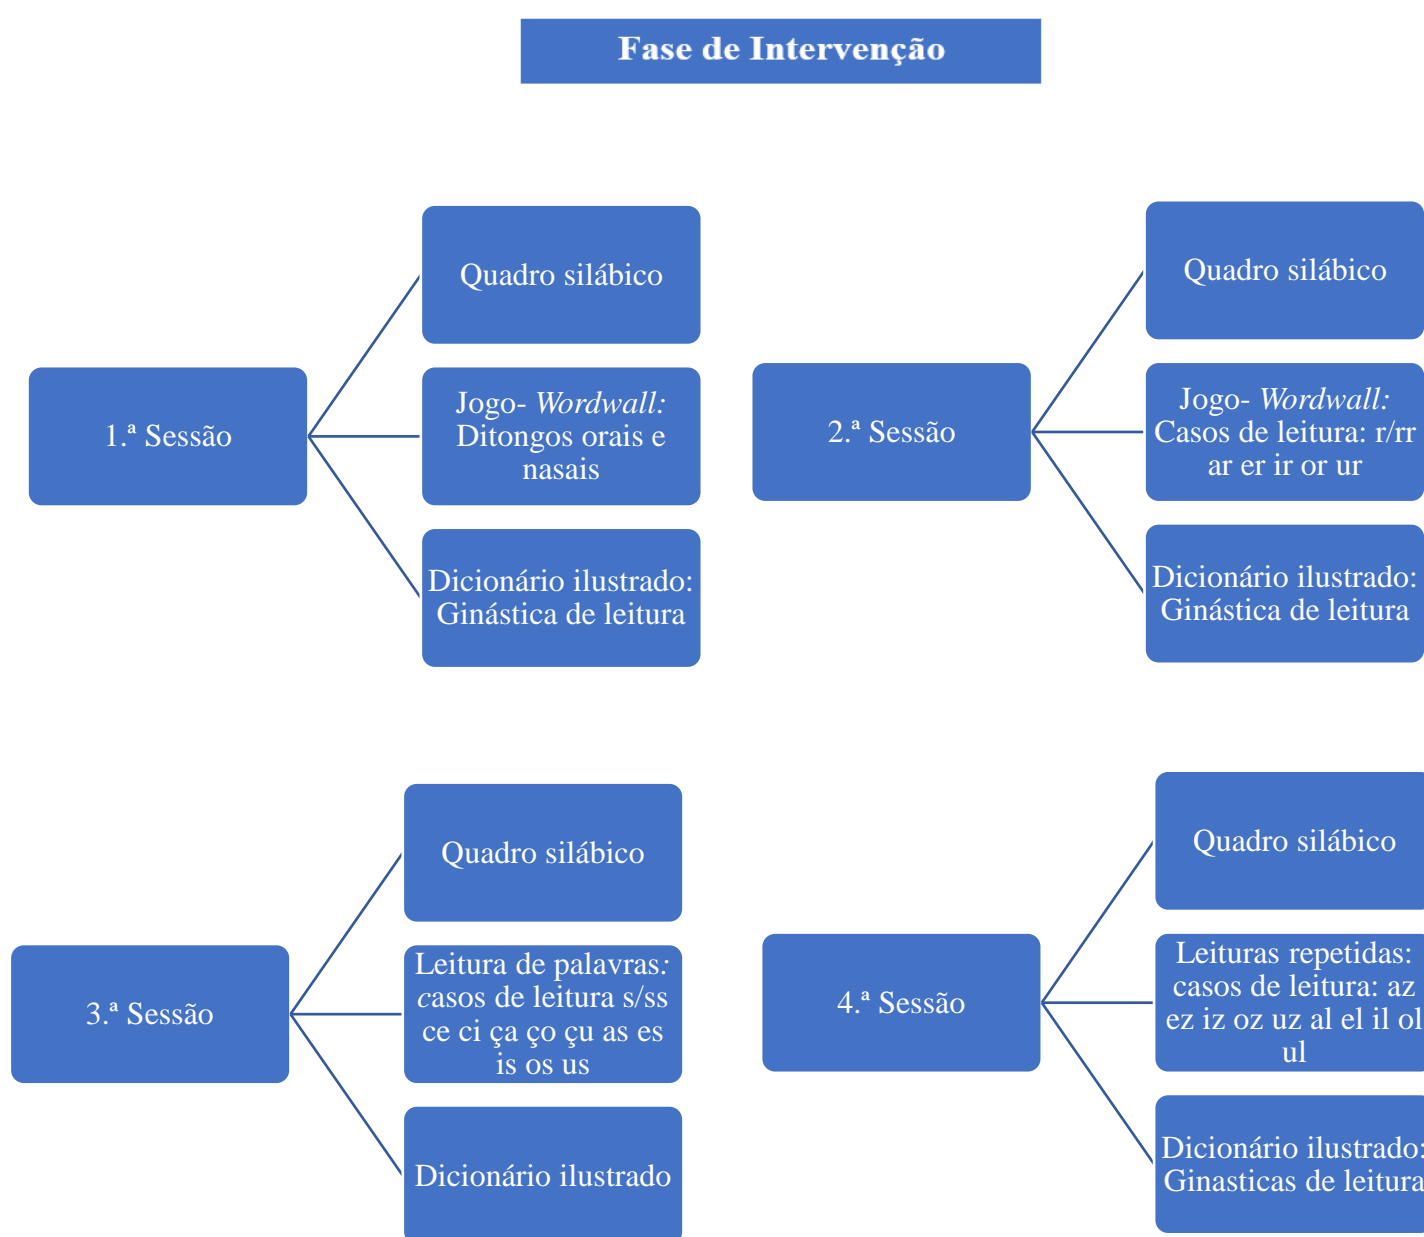 Fase de Intervenção
1.ª Sessão
Quadro silábico
Jogo- Wordwall:
Ditongos orais e
nasais
Dicionário ilustrado:
Ginástica de leitura
2.ª Sessão
Quadro silábico
Jogo- Wordwall:
Casos de leitura: r/rr
ar er ir or ur
Dicionário ilustrado:
Ginástica de leitura
3.ª Sessão
Quadro silábico
Leitura de palavras:
casos de leitura s/ss
ce ci ça ço çu as es
is os us
Dicionário ilustrado
4.ª Sessão
Quadro silábico
Leituras repetidas:
casos de leitura: az
ez iz oz uz al el il ol
ul
Dicionário ilustrado:
Ginasticas de leitura